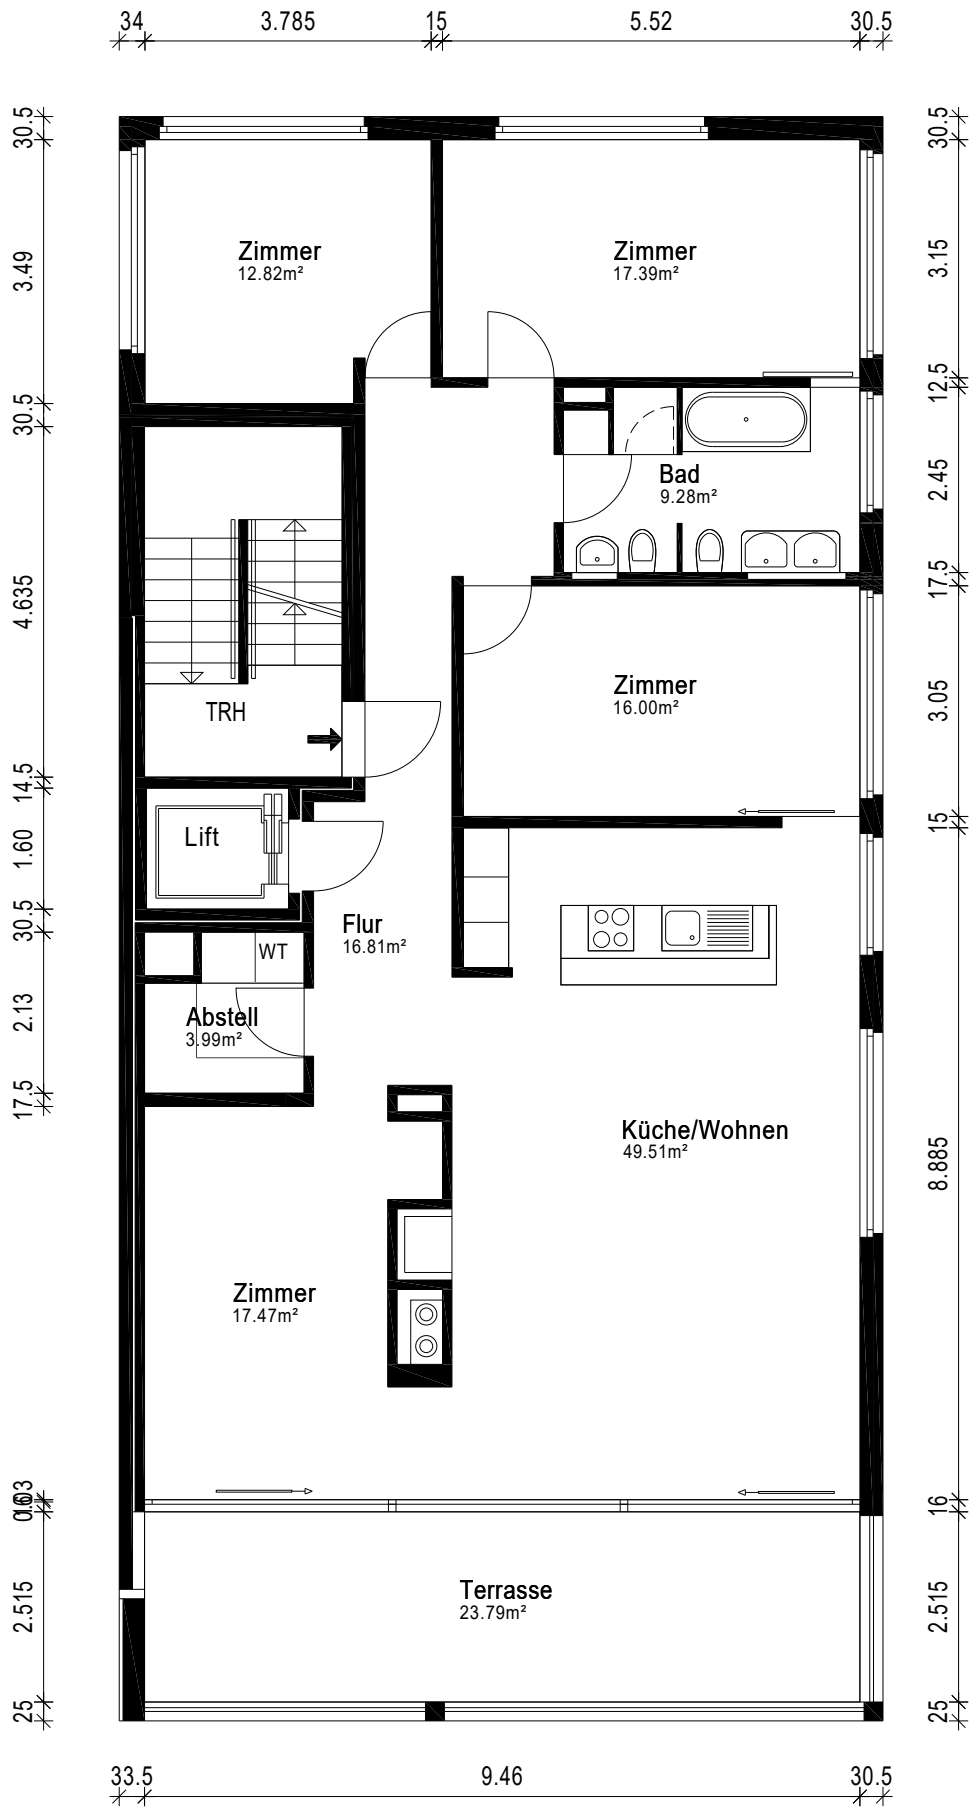 34 3.785 15 5.52 30.5
30.5
3.49
30.5
4.635
14.5
1.60
30.5
2.13
17.5
2.515
25
Zimmer
12.82m²
Zimmer
17.39m²
Bad
9.28m²
Zimmer
16.00m²
TRH
Lift
Flur
16.81m²
WT
Abstell
3.99m²
Küche/Wohnen
49.51m²
Zimmer
17.47m²
Terrasse
23.79m²
30.5
3.15
12.5
2.45
17.5
3.05
15
8.885
16
2.515
25
33.5 9.46 30.5